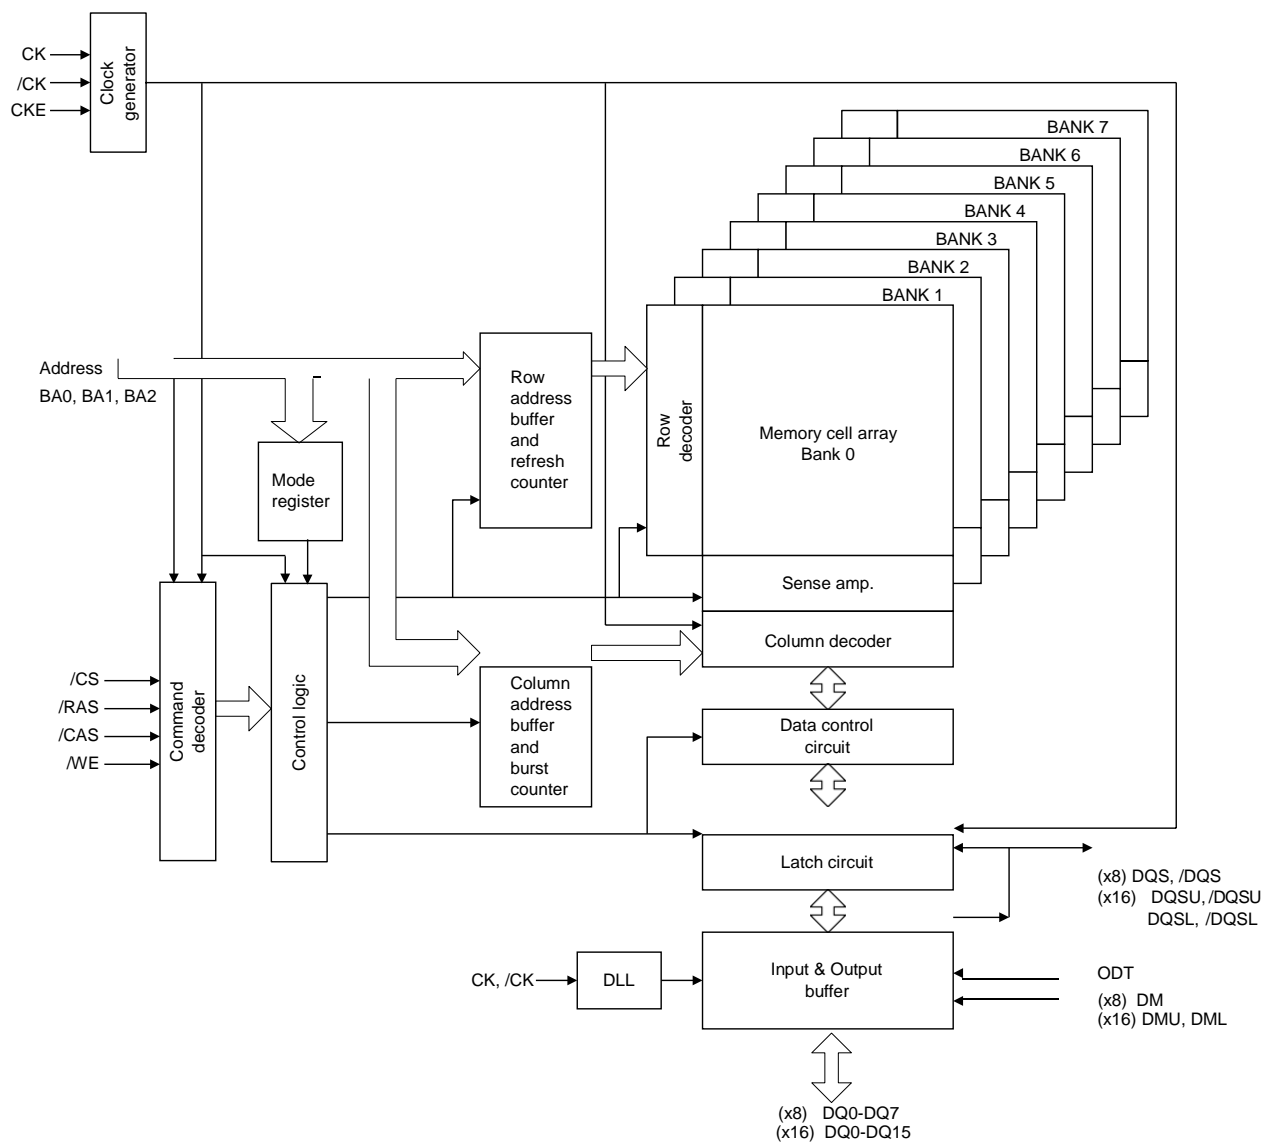 CK
/CK
CKE
Clock
generator
BANK 7
BANK 6
BANK 5
BANK 4
BANK 3
BANK 2
BANK 1
Address
BA0, BA1, BA2
Mode
register
Row
address
buffer
and
refresh
counter
Row
decoder
Memory cell array
Bank 0
Sense amp.
Column decoder
/CS
/RAS
/CAS
/WE
Command
decoder
Control logic
Column
address
buffer
and
burst
counter
Data control
circuit
Latch circuit
(x8) DQS, /DQS
(x16) DQSU, /DQSU
DQSL, /DQSL
CK, /CK
DLL
Input & Output
buffer
ODT
(x8) DM
(x16) DMU, DML
(x8) DQ0-DQ7
(x16) DQ0-DQ15